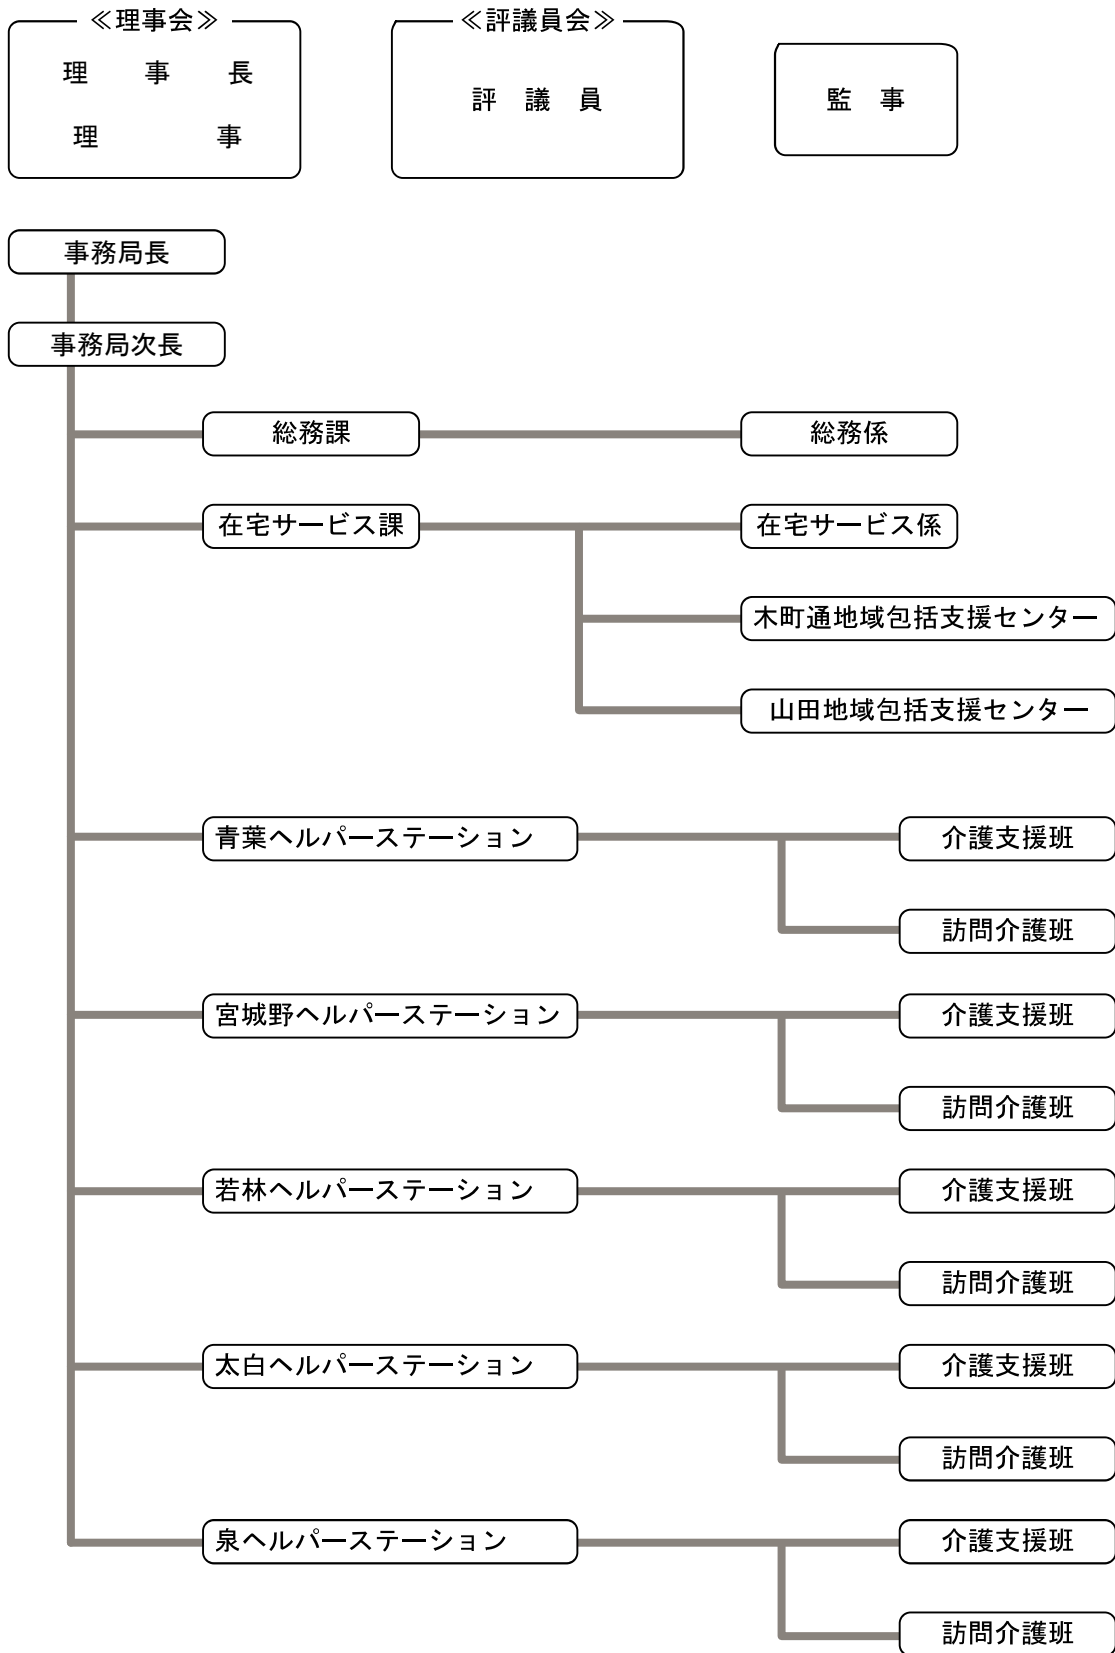 ≪理事会≫
理事長
理事
≪評議員会≫
評議員
監事
事務局長
事務局次長
総務課
総務係
在宅サービス課
在宅サービス係
木町通地域包括支援センター
山田地域包括支援センター
青葉ヘルパーステーション
介護支援班
訪問介護班
宮城野ヘルパーステーション
介護支援班
訪問介護班
若林ヘルパーステーション
介護支援班
訪問介護班
太白ヘルパーステーション
介護支援班
訪問介護班
泉ヘルパーステーション
介護支援班
訪問介護班